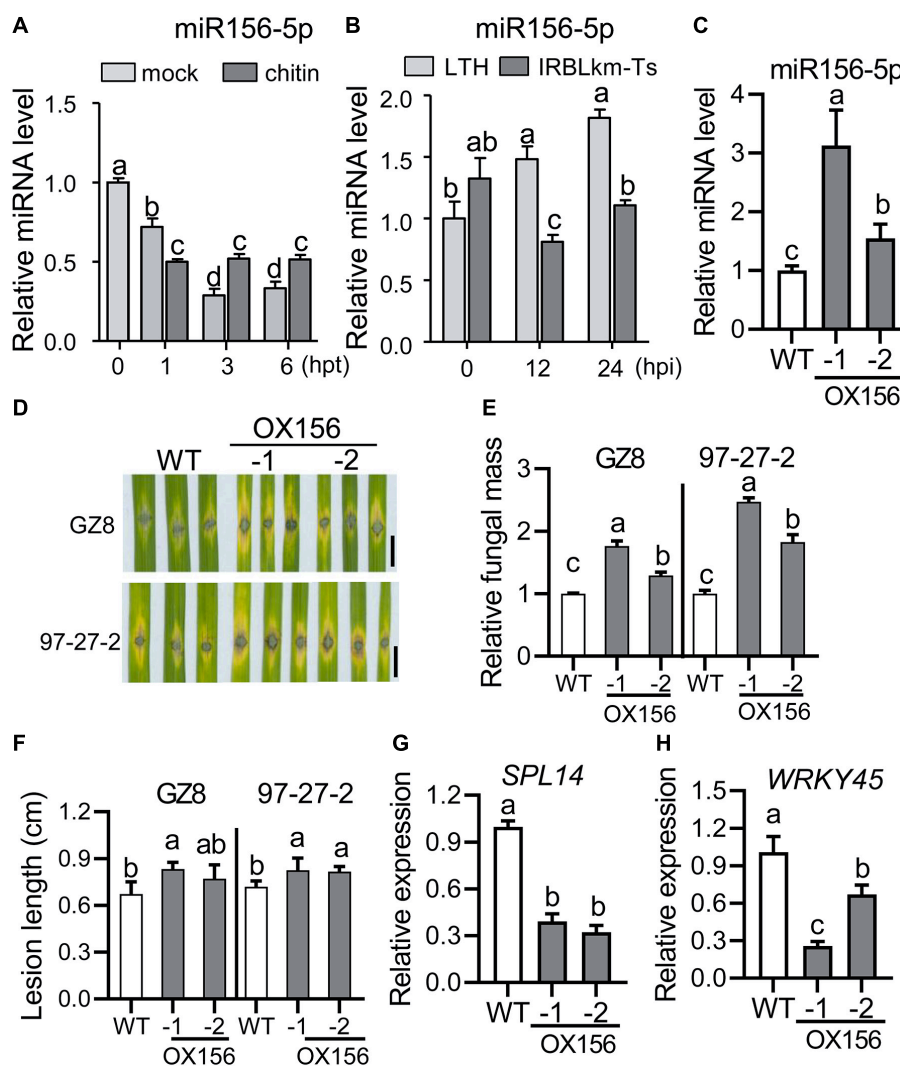 A
miR156-5p
mock chitin
Relative miRNA level
1.5
1.0
0.5
0.0
a
b
c
d
c
d
c
0 1 3 6 (hpt)
B
miR156-5p
LTH IRBLkm-Ts
Relative miRNA level
2.0
1.5
1.0
0.5
0.0
b
ab
a
c
a
b
0 12 24 (hpi)
C
miR156-5p
Relative miRNA level
4
3
2
1
0
c
a
b
WT -1 -2
OX156
D
OX156
WT -1 -2
GZ8
97-27-2
E
GZ8 97-27-2
Relative fungal mass
3
2
1
0
c
a
b
c
a
b
WT -1 -2 WT -1 -2
OX156 OX156
F
GZ8 97-27-2
Lesion length (cm)
1.2
0.9
0.6
0.3
0.0
b
a
ab
b
a
a
WT -1 -2 WT -1 -2
OX156 OX156
G
SPL14
Relative expression
1.2
0.9
0.6
0.3
0.0
a
b
b
WT -1 -2
OX156
H
WRKY45
Relative expression
1.5
1.2
0.9
0.6
0.3
0.0
a
c
b
WT -1 -2
OX156